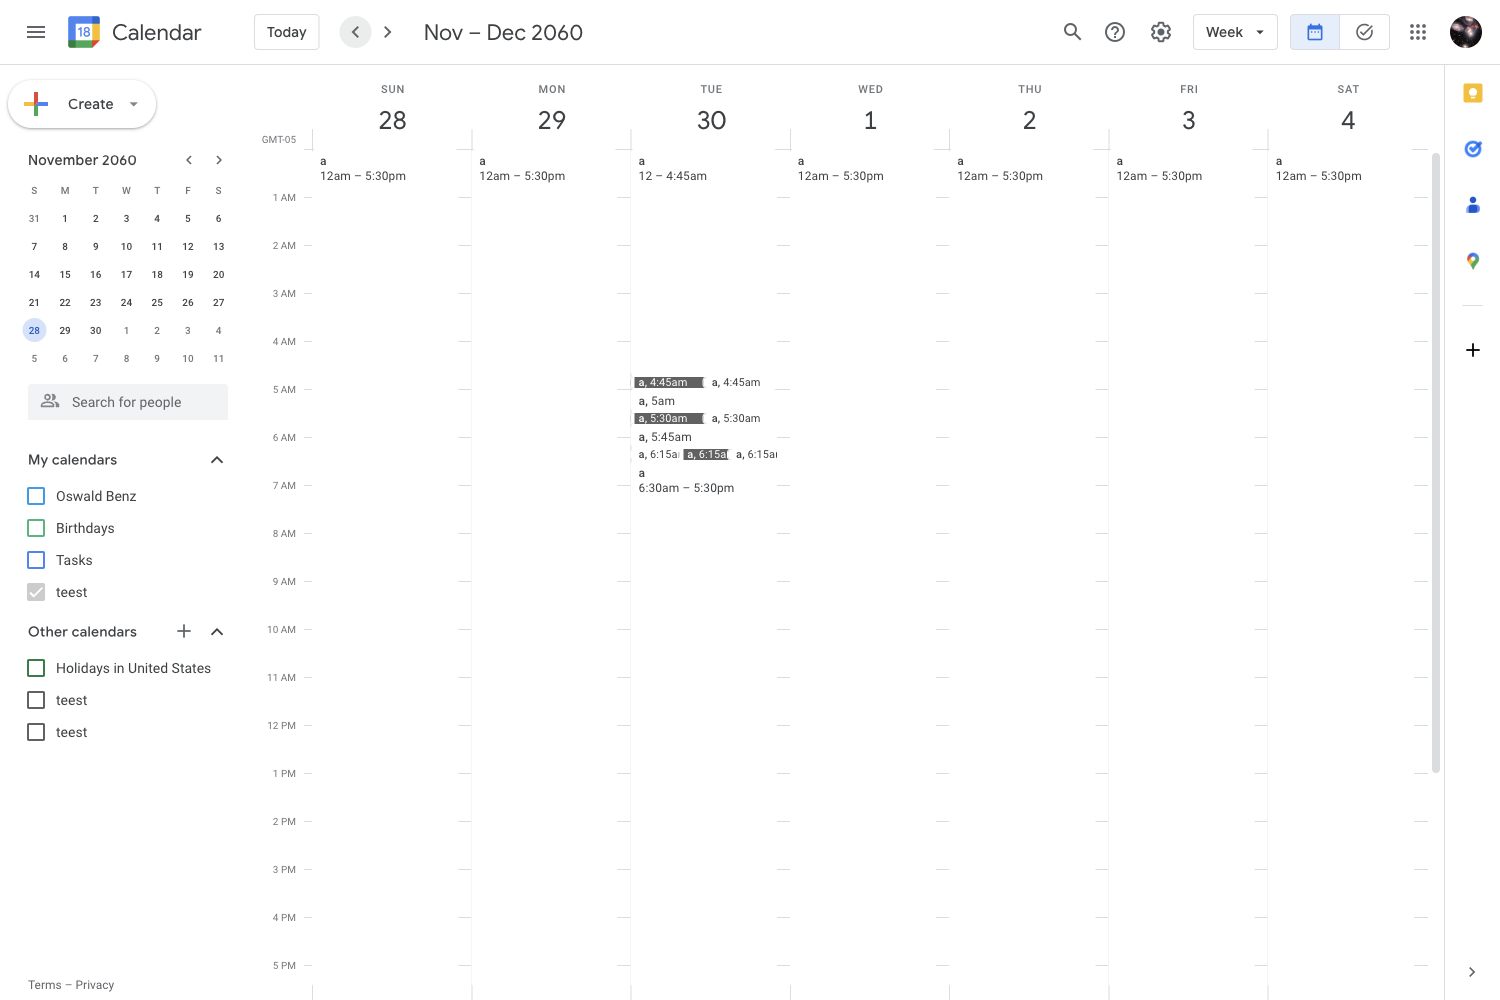 18 Calendar Today Nov – Dec 2060 Week
Create
November 2060
S M T W T F S
31 1 2 3 4 5 6
7 8 9 10 11 12 13
14 15 16 17 18 19 20
21 22 23 24 25 26 27
28 29 30 1 2 3 4
5 6 7 8 9 10 11
Search for people
My calendars
Oswald Benz
Birthdays
Tasks
teest
Other calendars
Holidays in United States
teest
teest
Terms – Privacy
SUN MON TUE WED THU FRI SAT
28 29 30 1 2 3 4
GMT-05
a a a a a a a
12am – 5:30pm 12am – 5:30pm 12 – 4:45am 12am – 5:30pm 12am – 5:30pm 12am – 5:30pm 12am – 5:30pm
1 AM
2 AM
3 AM
4 AM
a, 4:45am a, 4:45am
5 AM
a, 5am
a, 5:30am a, 5:30am
6 AM
a, 5:45am
a, 6:15a a, 6:15a a, 6:15a
a
7 AM
6:30am – 5:30pm
8 AM
9 AM
10 AM
11 AM
12 PM
1 PM
2 PM
3 PM
4 PM
5 PM